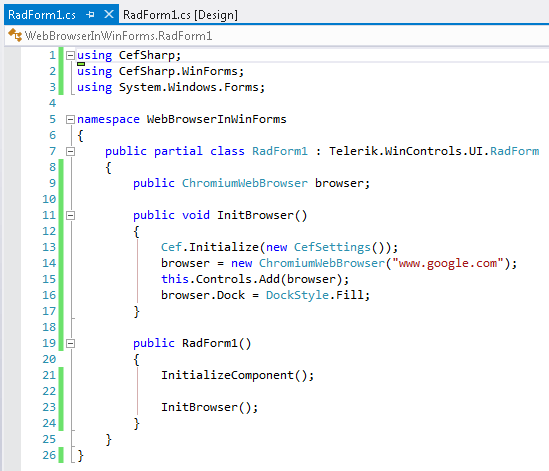 RadForm1.cs RadForm1.cs [Design]
WebBrowserInWinForms.RadForm1
1 using CefSharp;
2 using CefSharp.WinForms;
3 using System.Windows.Forms;
4
5 namespace WebBrowserInWinForms
6 {
7 public partial class RadForm1 : Telerik.WinControls.UI.RadForm
8 {
9 public ChromiumWebBrowser browser;
10
11 public void InitBrowser()
12 {
13 Cef.Initialize(new CefSettings());
14 browser = new ChromiumWebBrowser("www.google.com");
15 this.Controls.Add(browser);
16 browser.Dock = DockStyle.Fill;
17 }
18
19 public RadForm1()
20 {
21 InitializeComponent();
22
23 InitBrowser();
24 }
25 }
26 }